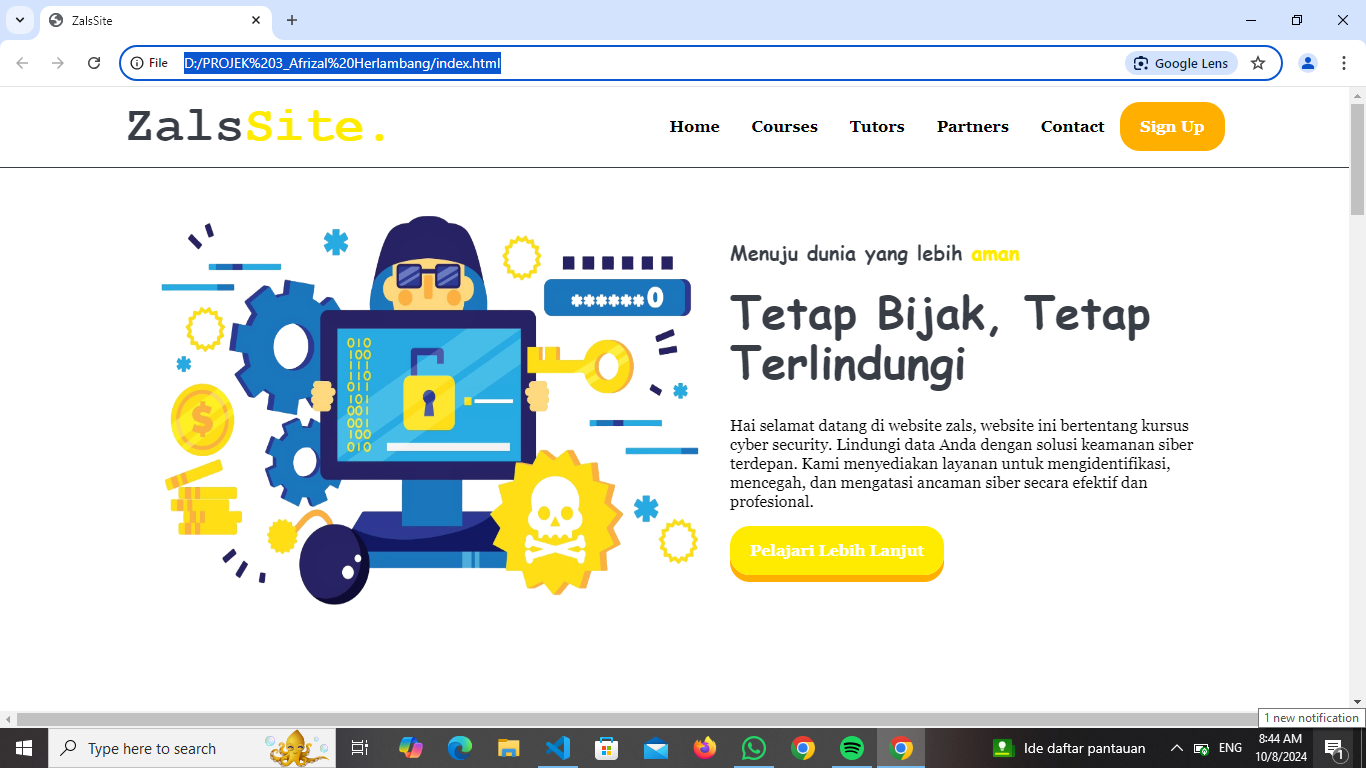 ZalsSite
File
D:/PROJEK%203_Afrizal%20Herlambang/index.html
Google Lens
ZalsSite.
Home
Courses
Tutors
Partners
Contact
Sign Up
******0
010
100
111
110
011
101
001
001
100
010
Menuju dunia yang lebih aman
Tetap Bijak, Tetap
Terlindungi
Hai selamat datang di website zals, website ini bertentang kursus
cyber security. Lindungi data Anda dengan solusi keamanan siber
terdepan. Kami menyediakan layanan untuk mengidentifikasi,
mencegah, dan mengatasi ancaman siber secara efektif dan
profesional.
Pelajari Lebih Lanjut
1 new notification
Type here to search
Ide daftar pantauan
ENG
8:44 AM
10/8/2024
1